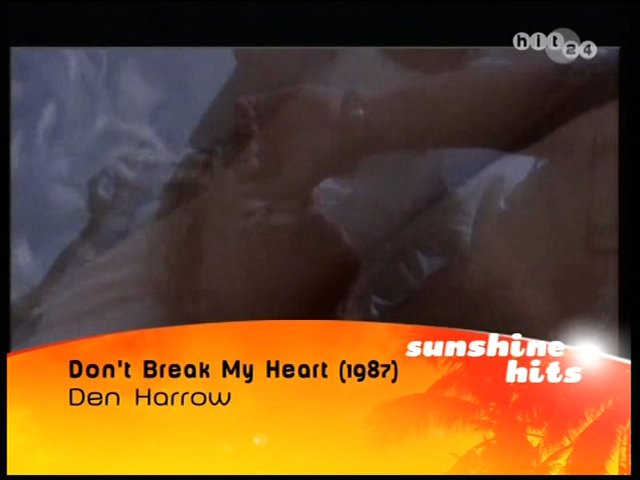 hit24
Don't Break My Heart (1987)
Den Harrow
sunshine
hits